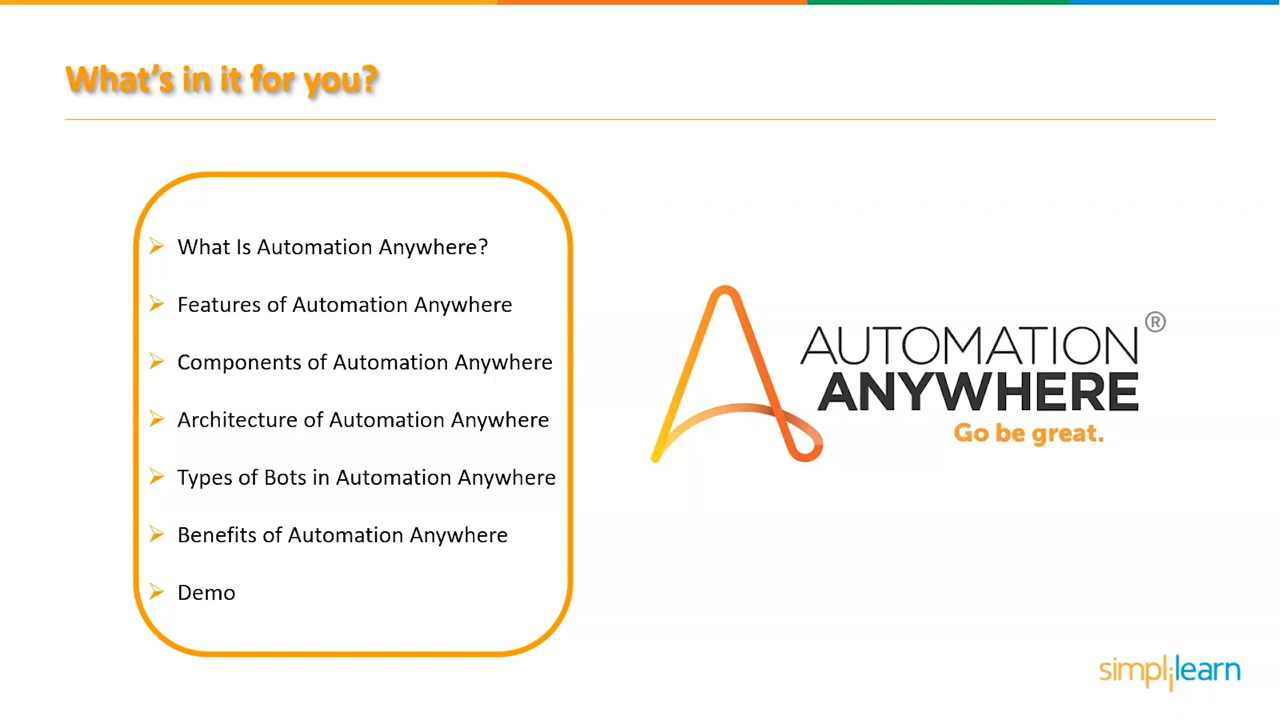 What's in it for you?
What Is Automation Anywhere?
Features of Automation Anywhere
Components of Automation Anywhere
Architecture of Automation Anywhere
Types of Bots in Automation Anywhere
Benefits of Automation Anywhere
Demo
AUTOMATION ®
ANYWHERE
Go be great.
simplilearn